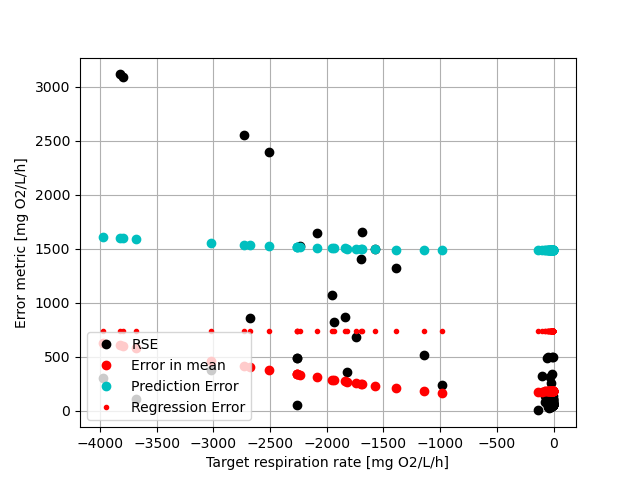 3000
2500
2000
1500
1000
500
0
Error metric [mg O2/L/h]
RSE
Error in mean
Prediction Error
Regression Error
−4000 −3500 −3000 −2500 −2000 −1500 −1000 −500 0
Target respiration rate [mg O2/L/h]